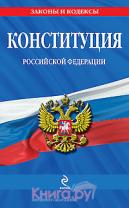 ЗАКОНЫ И КОДЕКСЫ
КОНСТИТУЦИЯ
РОССИЙСКОЙ ФЕДЕРАЦИИ
Книга.ру